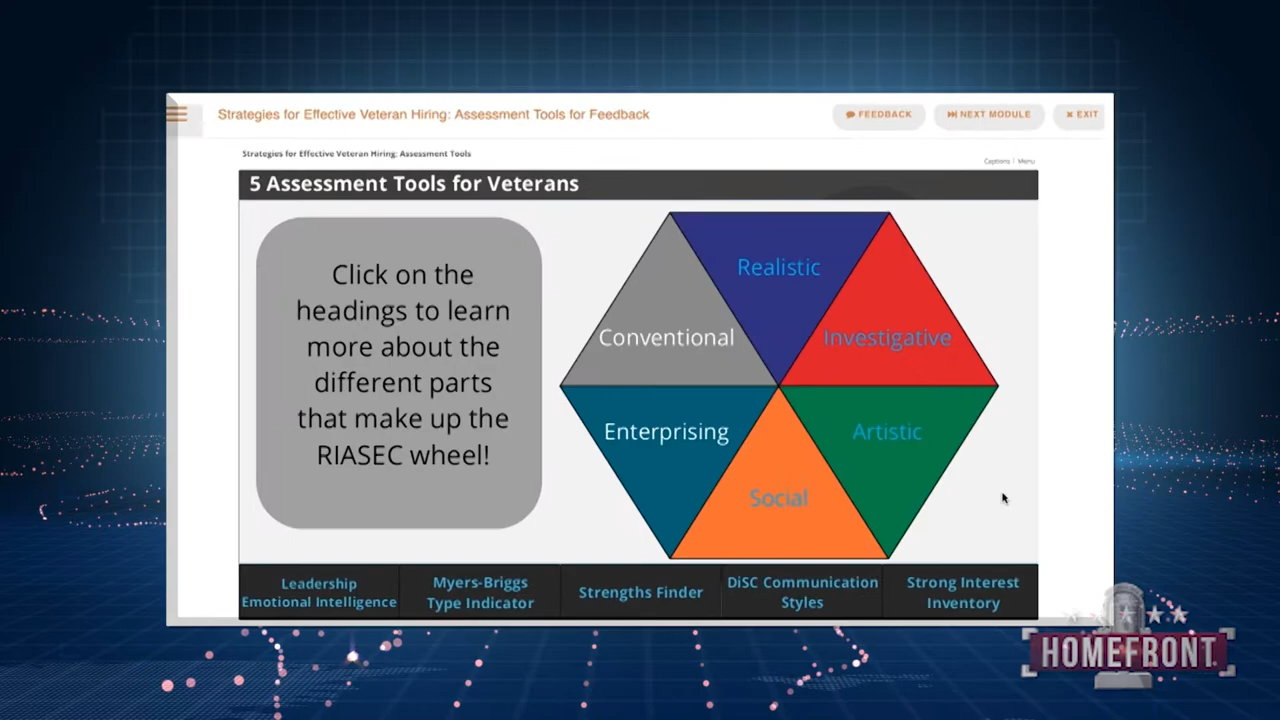 Strategies for Effective Veteran Hiring: Assessment Tools for Feedback
FEEDBACK
NEXT MODULE
EXIT
Strategies for Effective Veteran Hiring: Assessment Tools
Captions | Menu
5 Assessment Tools for Veterans
Click on the
headings to learn
more about the
different parts
that make up the
RIASEC wheel!
Realistic
Conventional
Investigative
Enterprising
Artistic
Social
Leadership
Emotional Intelligence
Myers-Briggs
Type Indicator
Strengths Finder
DiSC Communication
Styles
Strong Interest
Inventory
HOMEFRONT